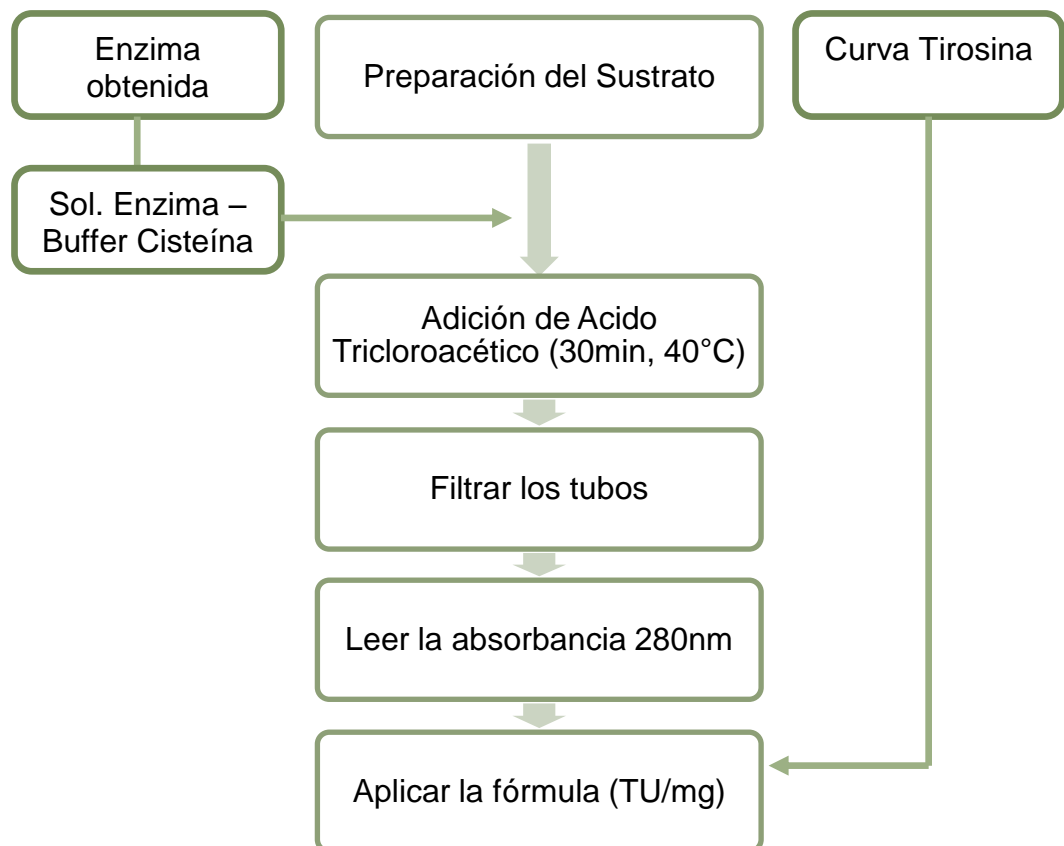 Enzima
obtenida
Preparación del Sustrato
Curva Tirosina
Sol. Enzima –
Buffer Cisteína
Adición de Acido
Tricloroacético (30min, 40°C)
Filtrar los tubos
Leer la absorbancia 280nm
Aplicar la fórmula (TU/mg)